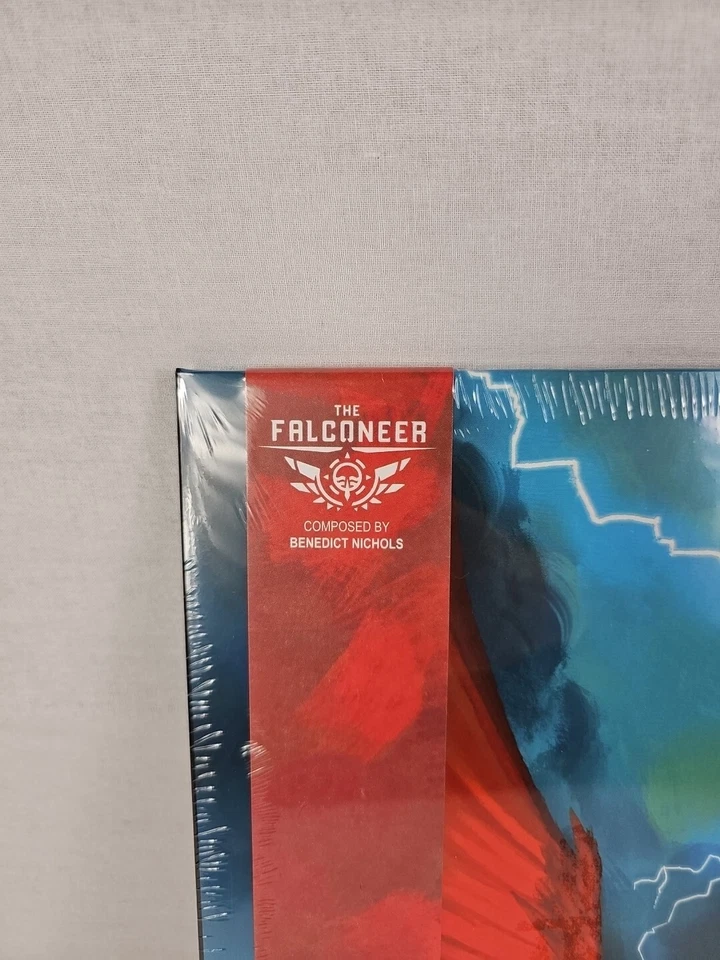 THE
FALCONEER
COMPOSED BY
BENEDICT NICHOLS